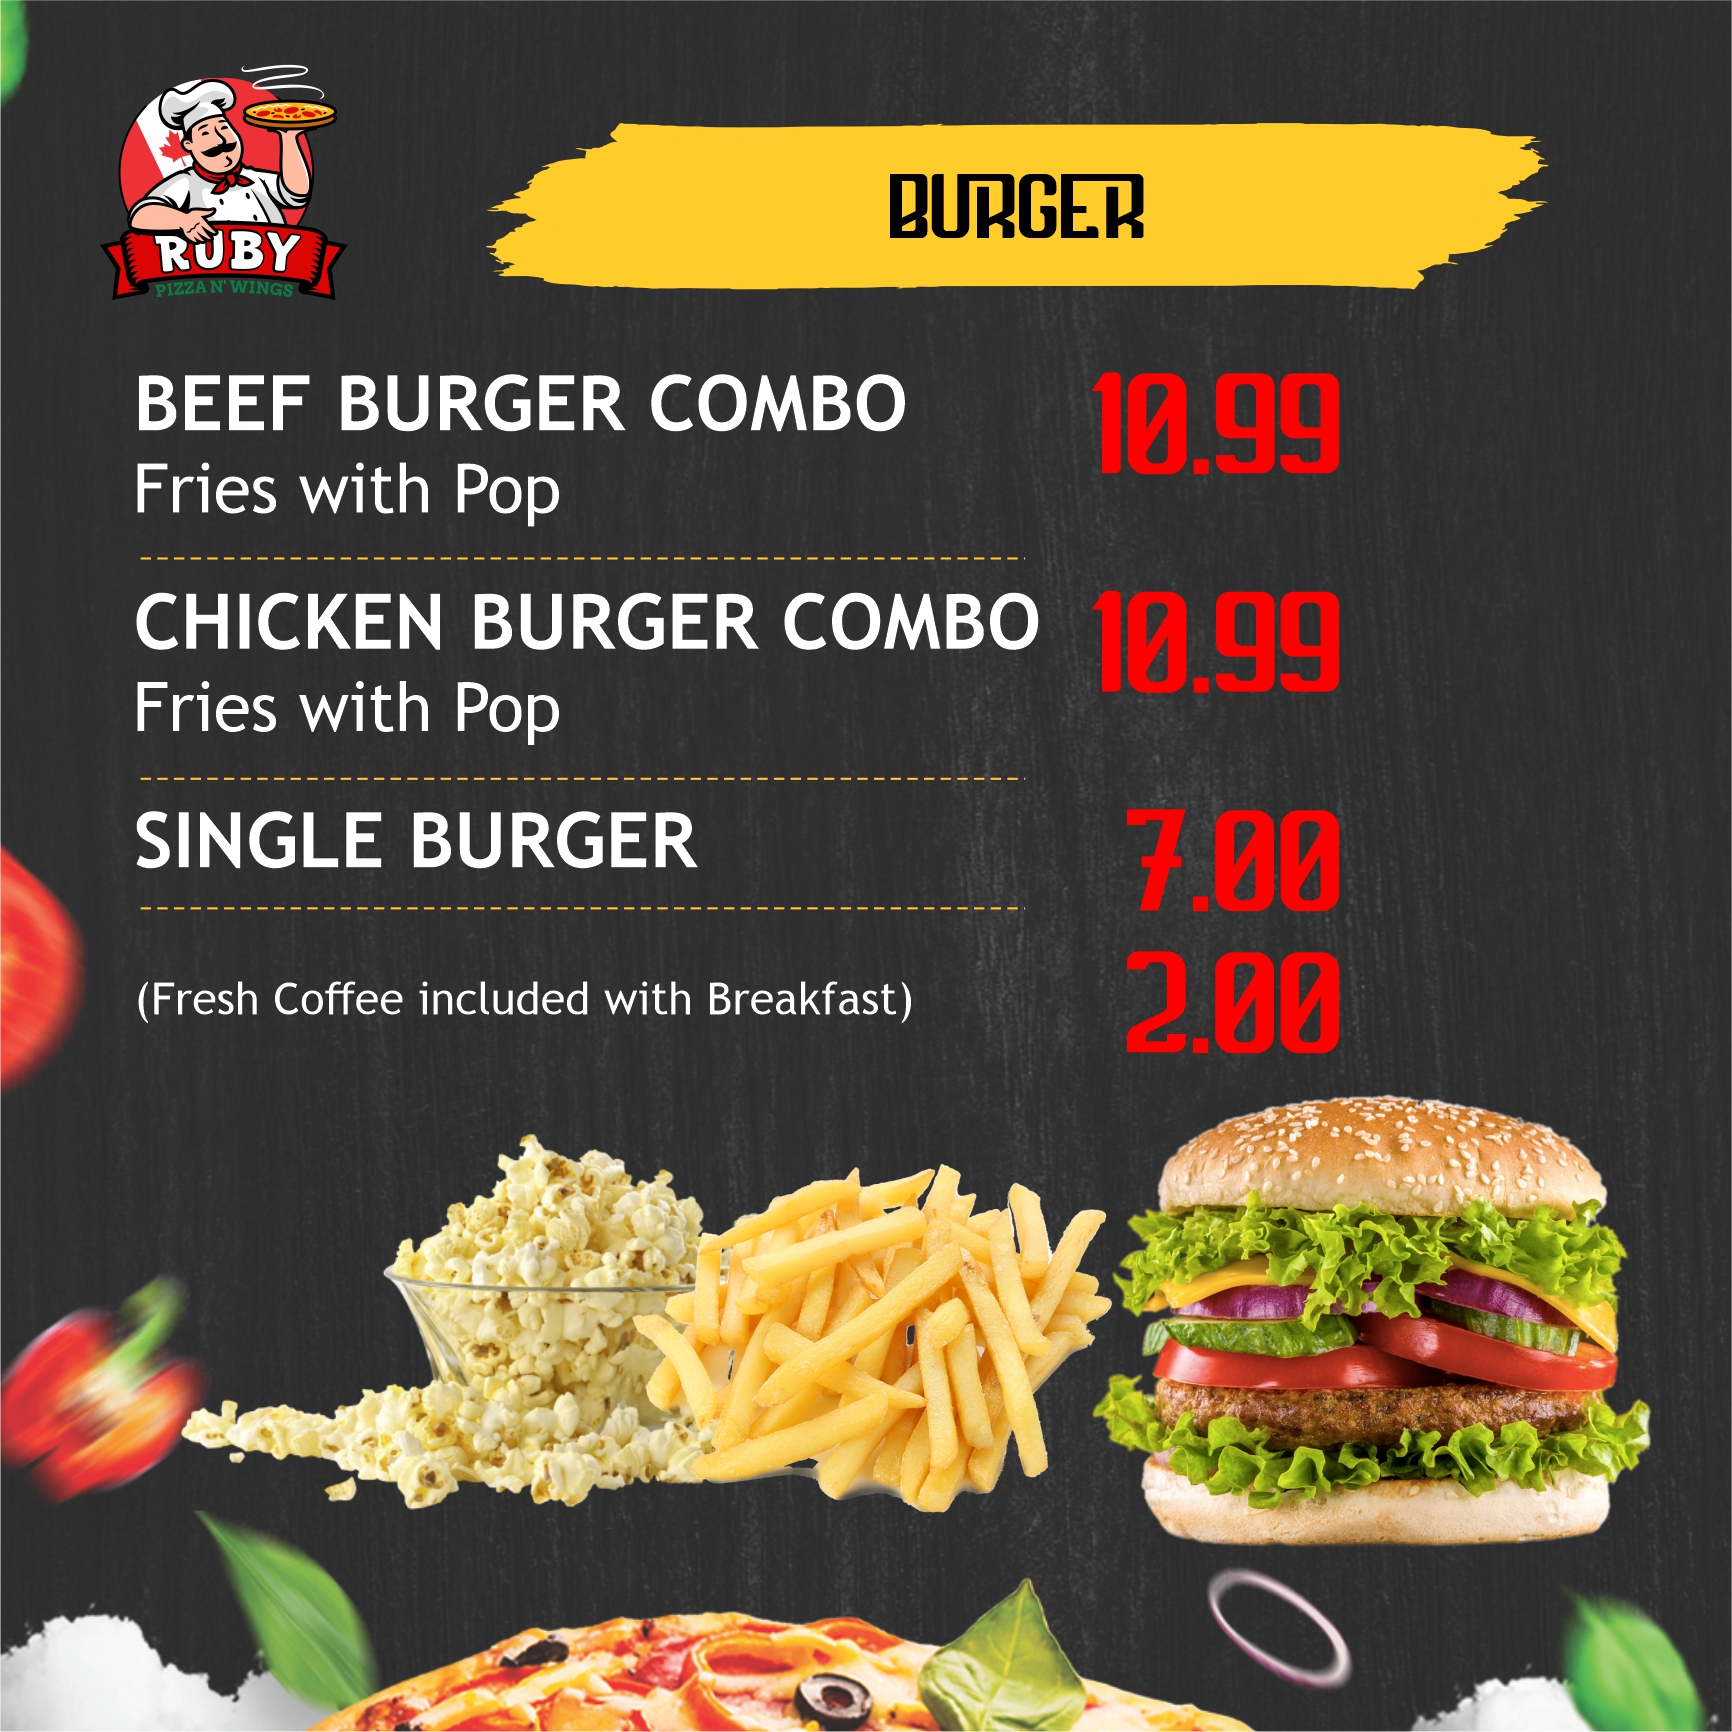 RUBY
PIZZA N' WINGS
BURGER
BEEF BURGER COMBO 10.99
Fries with Pop
CHICKEN BURGER COMBO 10.99
Fries with Pop
SINGLE BURGER 7.00
(Fresh Coffee included with Breakfast) 2.00